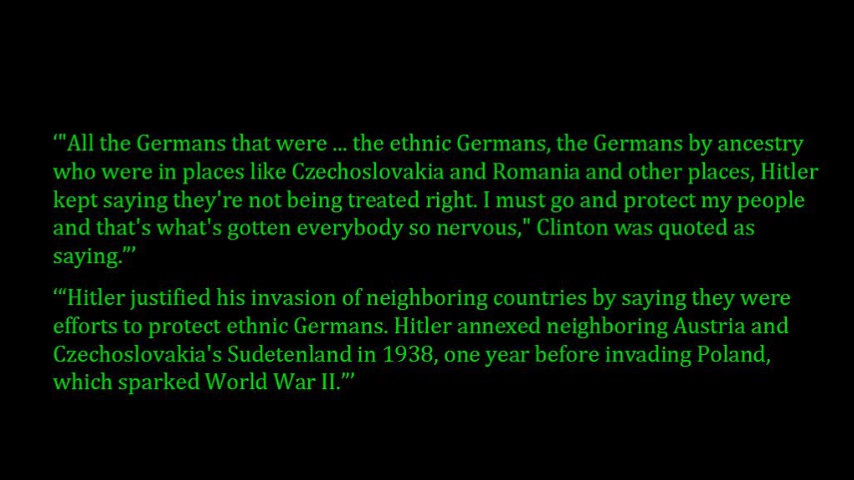 ‘"All the Germans that were ... the ethnic Germans, the Germans by ancestry
who were in places like Czechoslovakia and Romania and other places, Hitler
kept saying they're not being treated right. I must go and protect my people
and that's what's gotten everybody so nervous," Clinton was quoted as
saying.”’
‘“Hitler justified his invasion of neighboring countries by saying they were
efforts to protect ethnic Germans. Hitler annexed neighboring Austria and
Czechoslovakia's Sudetenland in 1938, one year before invading Poland,
which sparked World War II.”’